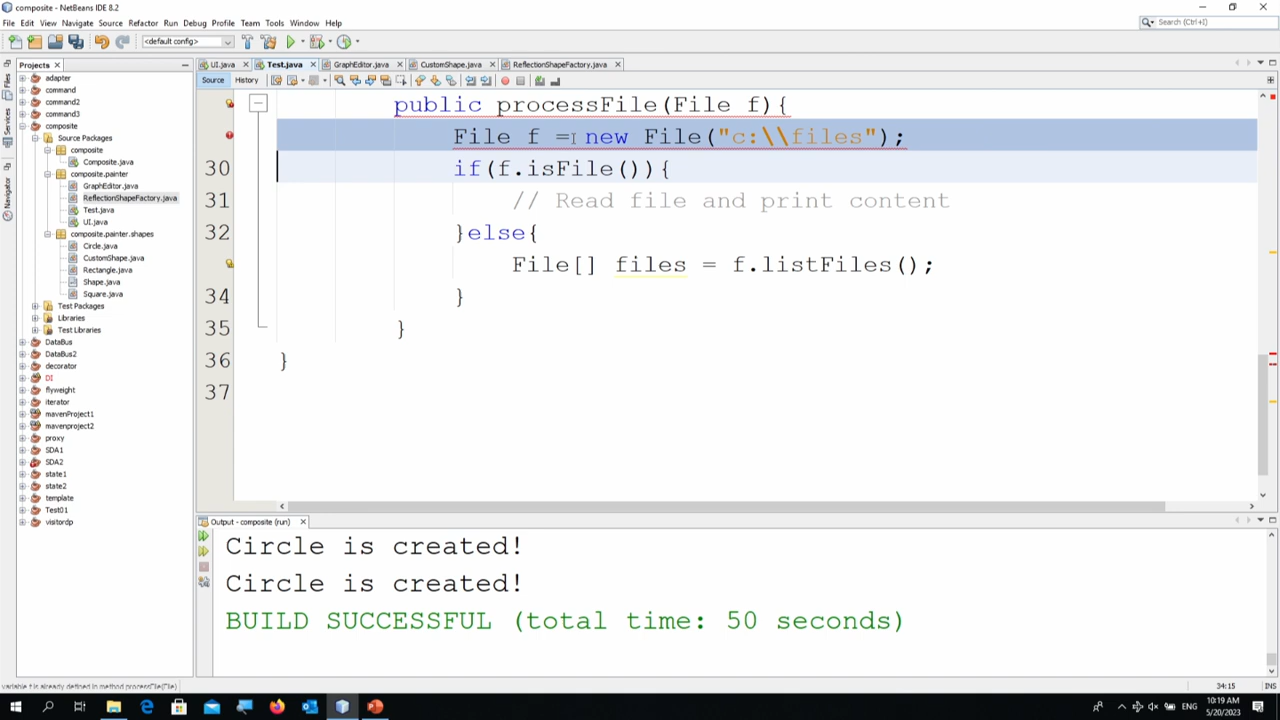 composite - NetBeans IDE 8.2
File Edit View Navigate Source Refactor Run Debug Profile Team Tools Window Help
Search (Ctrl+I)
<default config>
Projects
UI.java Test.java GraphEditor.java CustomShape.java ReflectionShapeFactory.java
Source History
Files
Services
Navigator
adapter
command
command2
command3
composite
Source Packages
composite
Composite.java
composite.painter
GraphEditor.java
ReflectionShapeFactory.java
Test.java
UI.java
composite.painter.shapes
Circle.java
CustomShape.java
Rectangle.java
Shape.java
Square.java
Test Packages
Libraries
Test Libraries
DataBus
DataBus2
decorator
DI
flyweight
iterator
mavenProject1
mavenproject2
proxy
SDA1
SDA2
state1
state2
template
Test01
visitordp
public processFile(File f){
File f = new File("c:\\files");
30 if(f.isFile()){
31 // Read file and print content
32 }else{
File[] files = f.listFiles();
34 }
35 }
36 }
37
Output - composite (run)
Circle is created!
Circle is created!
BUILD SUCCESSFUL (total time: 50 seconds)
variable f is already defined in method processFile(File)
34:15 INS
ENG
10:19 AM
5/20/2023